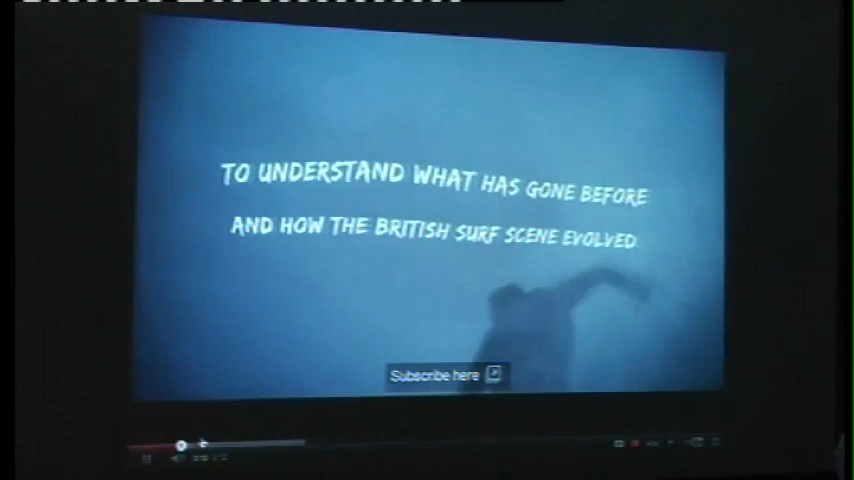 TO UNDERSTAND WHAT HAS GONE BEFORE
AND HOW THE BRITISH SURF SCENE EVOLVED
Subscribe here